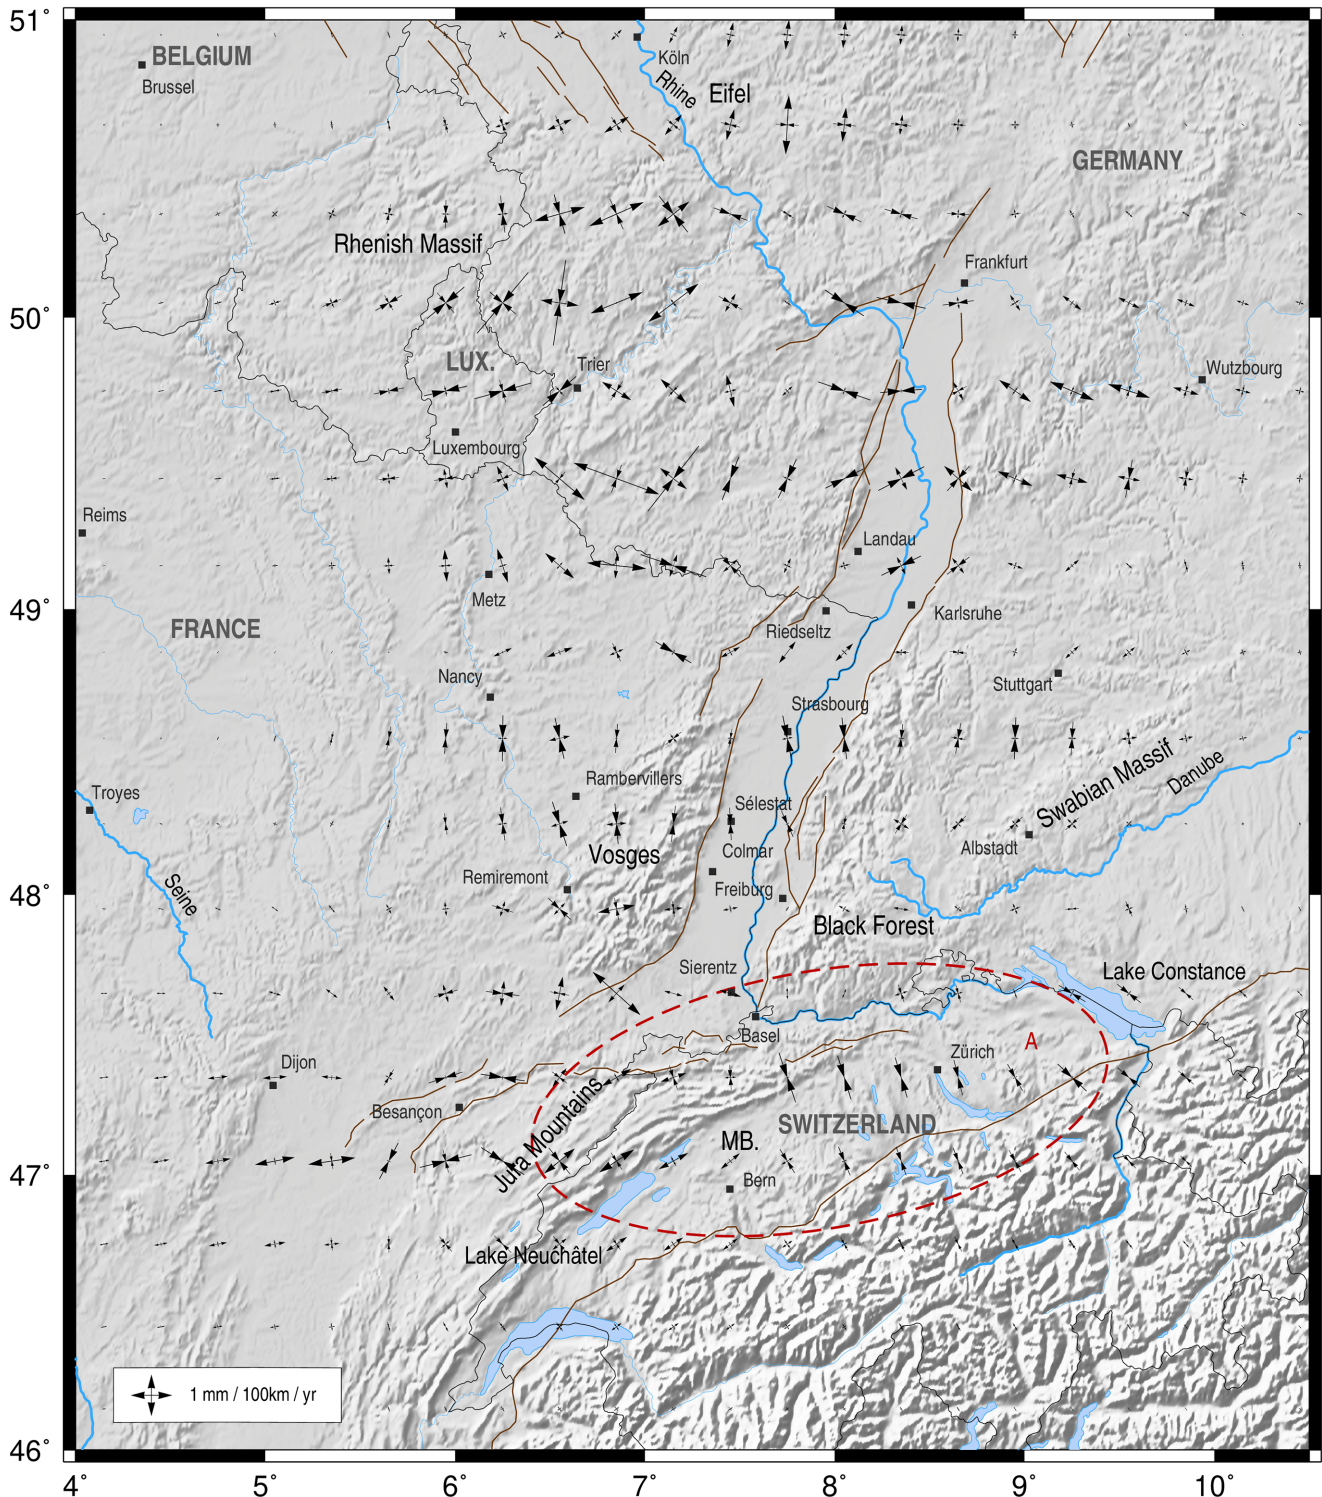 51°
BELGIUM
Brussel
Köln
Rhine
Eifel
GERMANY
Rhenish Massif
Frankfurt
50°
LUX.
Trier
Wutzbourg
Luxembourg
Reims
Landau
Metz
49°
FRANCE
Riedseltz
Karlsruhe
Nancy
Stuttgart
Strasbourg
Rambervillers
Swabian Massif
Danube
Troyes
Sélestat
Vosges
Colmar
Albstadt
Remiremont
Freiburg
48°
Seine
Black Forest
Sierentz
Lake Constance
Basel
A
Dijon
Zürich
Besançon
Jura Mountains
SWITZERLAND
MB.
47°
Bern
Lake Neuchâtel
1 mm / 100km / yr
46°
4° 5° 6° 7° 8° 9° 10°